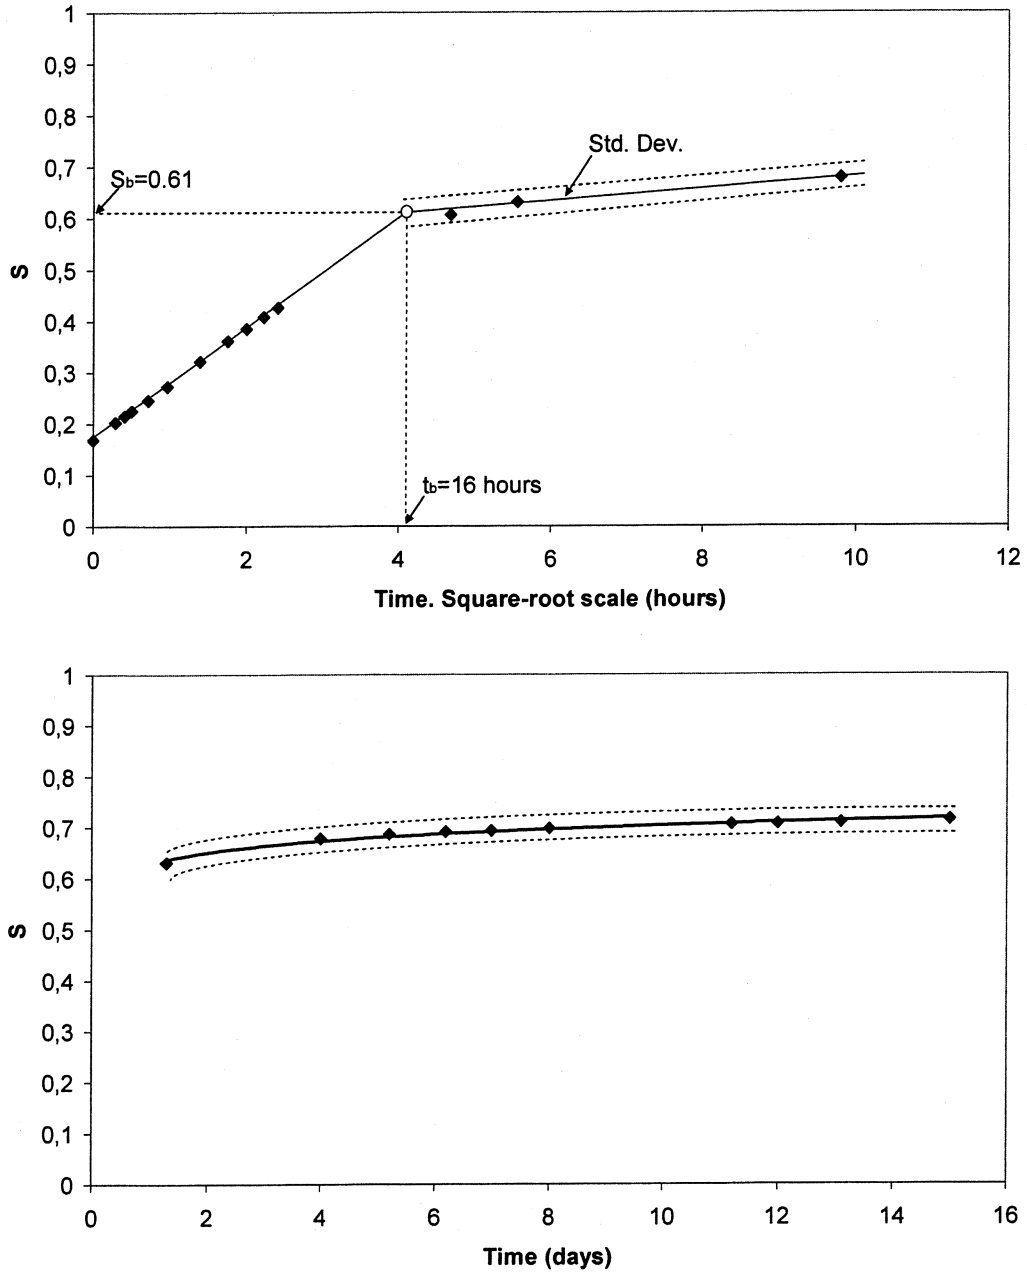 1
0,9
0,8
0,7
0,6
0,5
0,4
0,3
0,2
0,1
0
S
Std. Dev.
Sb=0.61
tb=16 hours
0 2 4 6 8 10 12
Time. Square-root scale (hours)
1
0,9
0,8
0,7
0,6
0,5
0,4
0,3
0,2
0,1
0
S
0 2 4 6 8 10 12 14 16
Time (days)